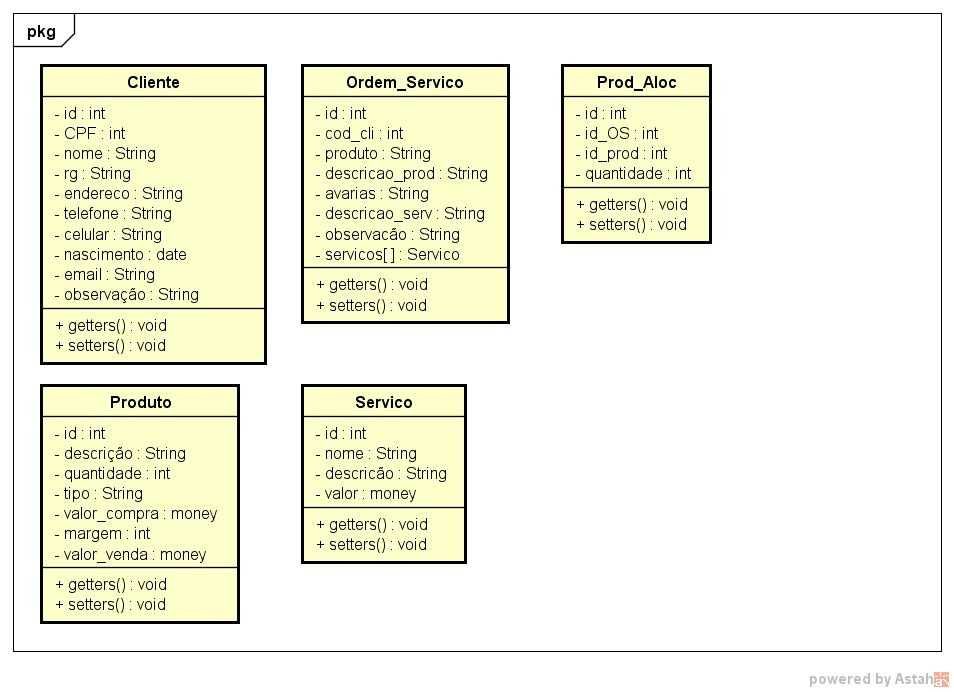 pkg
Cliente
- id : int
- CPF : int
- nome : String
- rg : String
- endereco : String
- telefone : String
- celular : String
- nascimento : date
- email : String
- observação : String
+ getters() : void
+ setters() : void
Ordem_Servico
- id : int
- cod_cli : int
- produto : String
- descricao_prod : String
- avarias : String
- descricao_serv : String
- observacão : String
- servicos[ ] : Servico
+ getters() : void
+ setters() : void
Prod_Aloc
- id : int
- id_OS : int
- id_prod : int
- quantidade : int
+ getters() : void
+ setters() : void
Produto
- id : int
- descrição : String
- quantidade : int
- tipo : String
- valor_compra : money
- margem : int
- valor_venda : money
+ getters() : void
+ setters() : void
Servico
- id : int
- nome : String
- descricão : String
- valor : money
+ getters() : void
+ setters() : void
powered by Astah